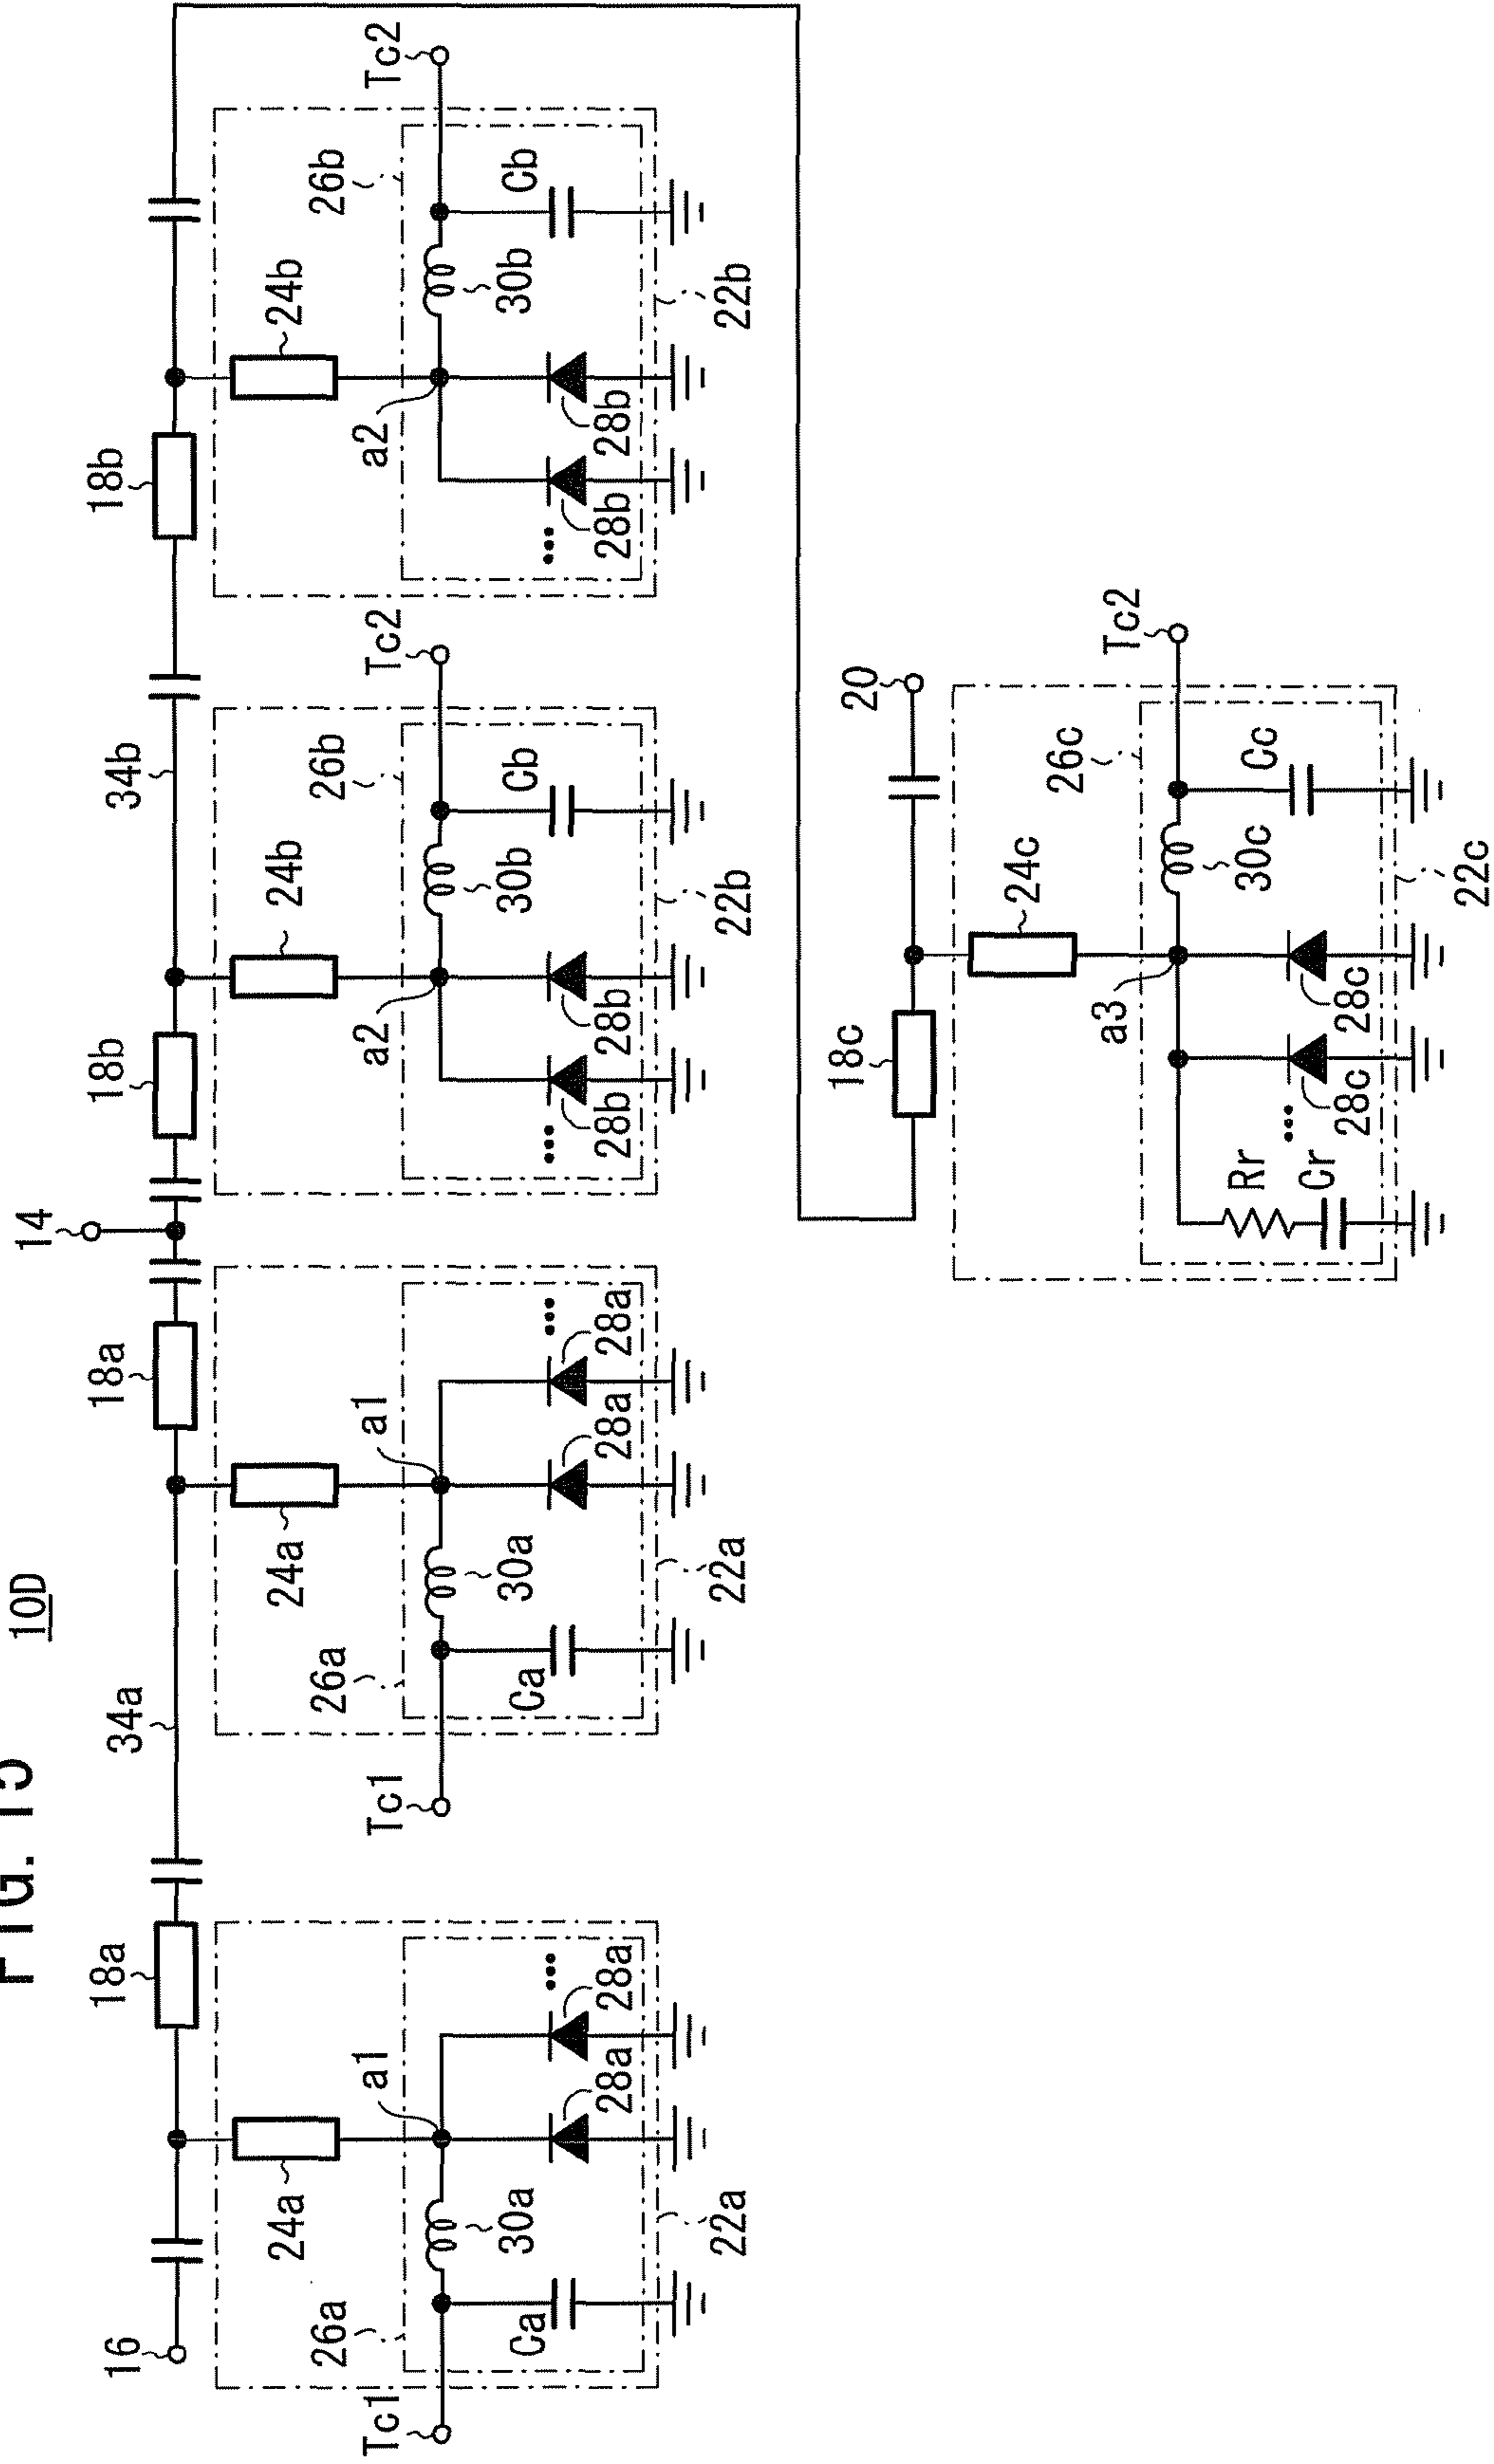 FIG.
10D
14
16
18a
34a
18a
18b
34b
18b
24a
24a
24b
24b
26a
26a
26b
26b
Tc1
a1
Tc1
a1
a2
Tc2
a2
Tc2
30a
30a
30b
30b
Ca
Ca
Cb
Cb
28a
28a
...
28a
28a
...
...
28b
28b
...
28b
28b
22a
22a
22b
22b
18c
20
24c
26c
a3
Tc2
Rr
30c
Cc
Cr
...
28c
28c
22c